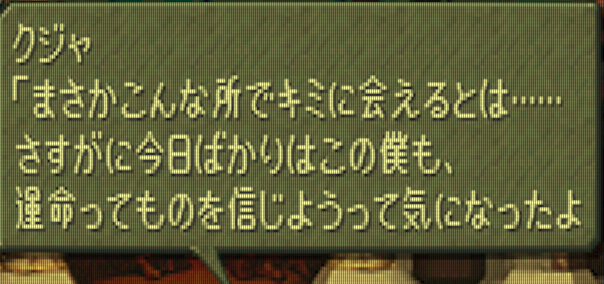 クジャ
「まさかこんな所でキミに会えるとは……
さすがに今日ばかりはこの僕も、
運命ってものを信じようって気になったよ